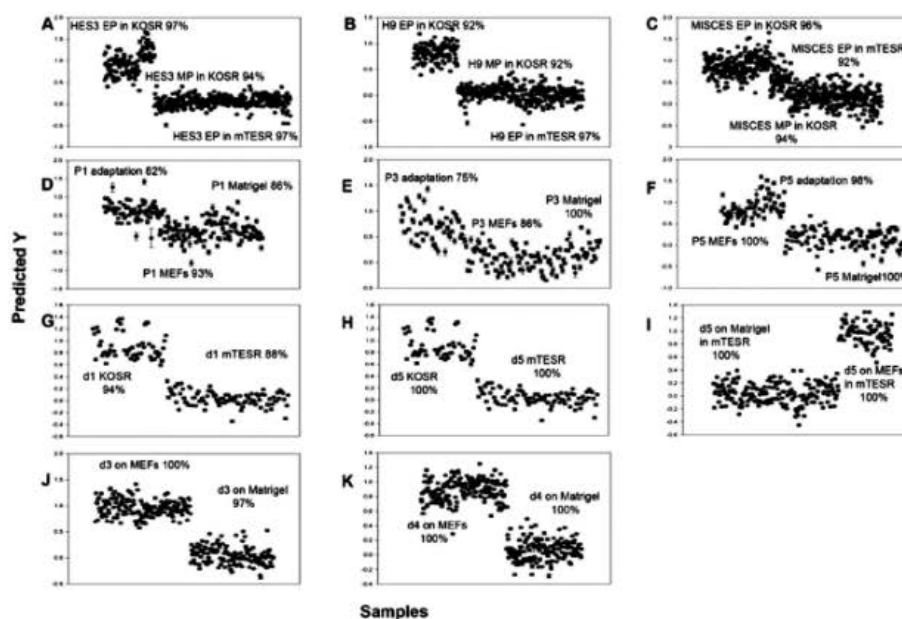 A
HES3 EP in KOSR 97%
HES3 MP in KOSR 94%
HES3 EP in mTESR 97%
B
H9 EP in KOSR 92%
H9 MP in KOSR 92%
H9 EP in mTESR 97%
C
MISCES EP in KOSR 96%
MISCES EP in mTESR
92%
MISCES MP in KOSR
94%
D
P1 adaptation 82%
P1 Matrigel 86%
P1 MEFs 93%
E
P3 adaptation 75%
P3 Matrigel
100%
P3 MEFs 86%
F
P5 adaptation 98%
P5 MEFs 100%
P5 Matrigel100%
Predicted Y
G
d1 mTESR 88%
d1 KOSR
94%
H
d5 mTESR
100%
d5 KOSR
100%
I
d5 on Matrigel
in mTESR
100%
d5 on MEFs
in mTESR
100%
J
d3 on MEFs 100%
d3 on Matrigel
97%
K
d4 on Matrigel
100%
d4 on MEFs
100%
Samples